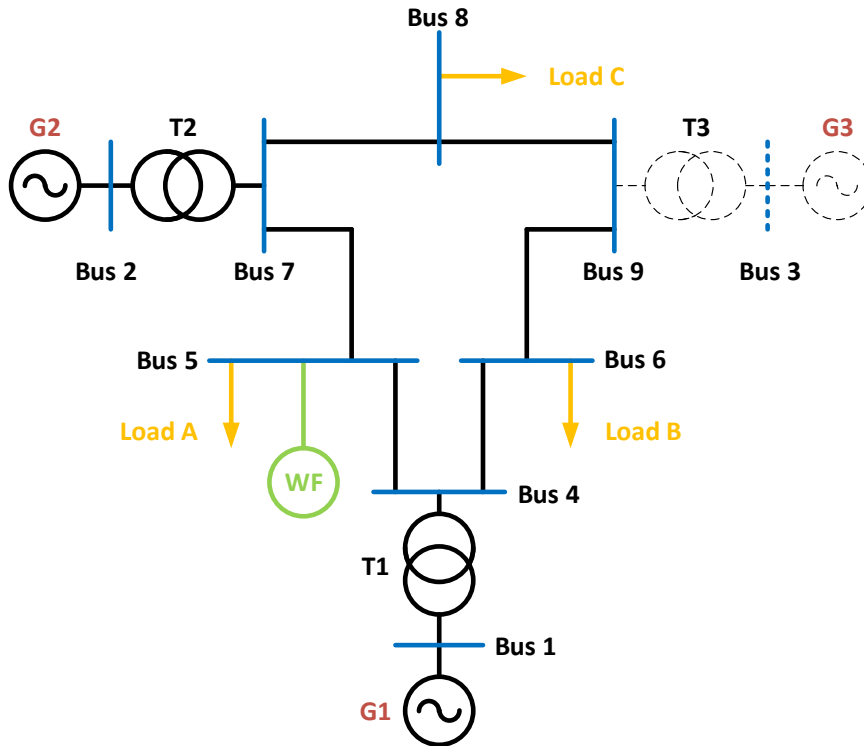 Bus 8
Load C
G2
T2
T3
G3
Bus 2
Bus 7
Bus 9
Bus 3
Bus 5
Bus 6
Load A
WF
Load B
Bus 4
T1
Bus 1
G1